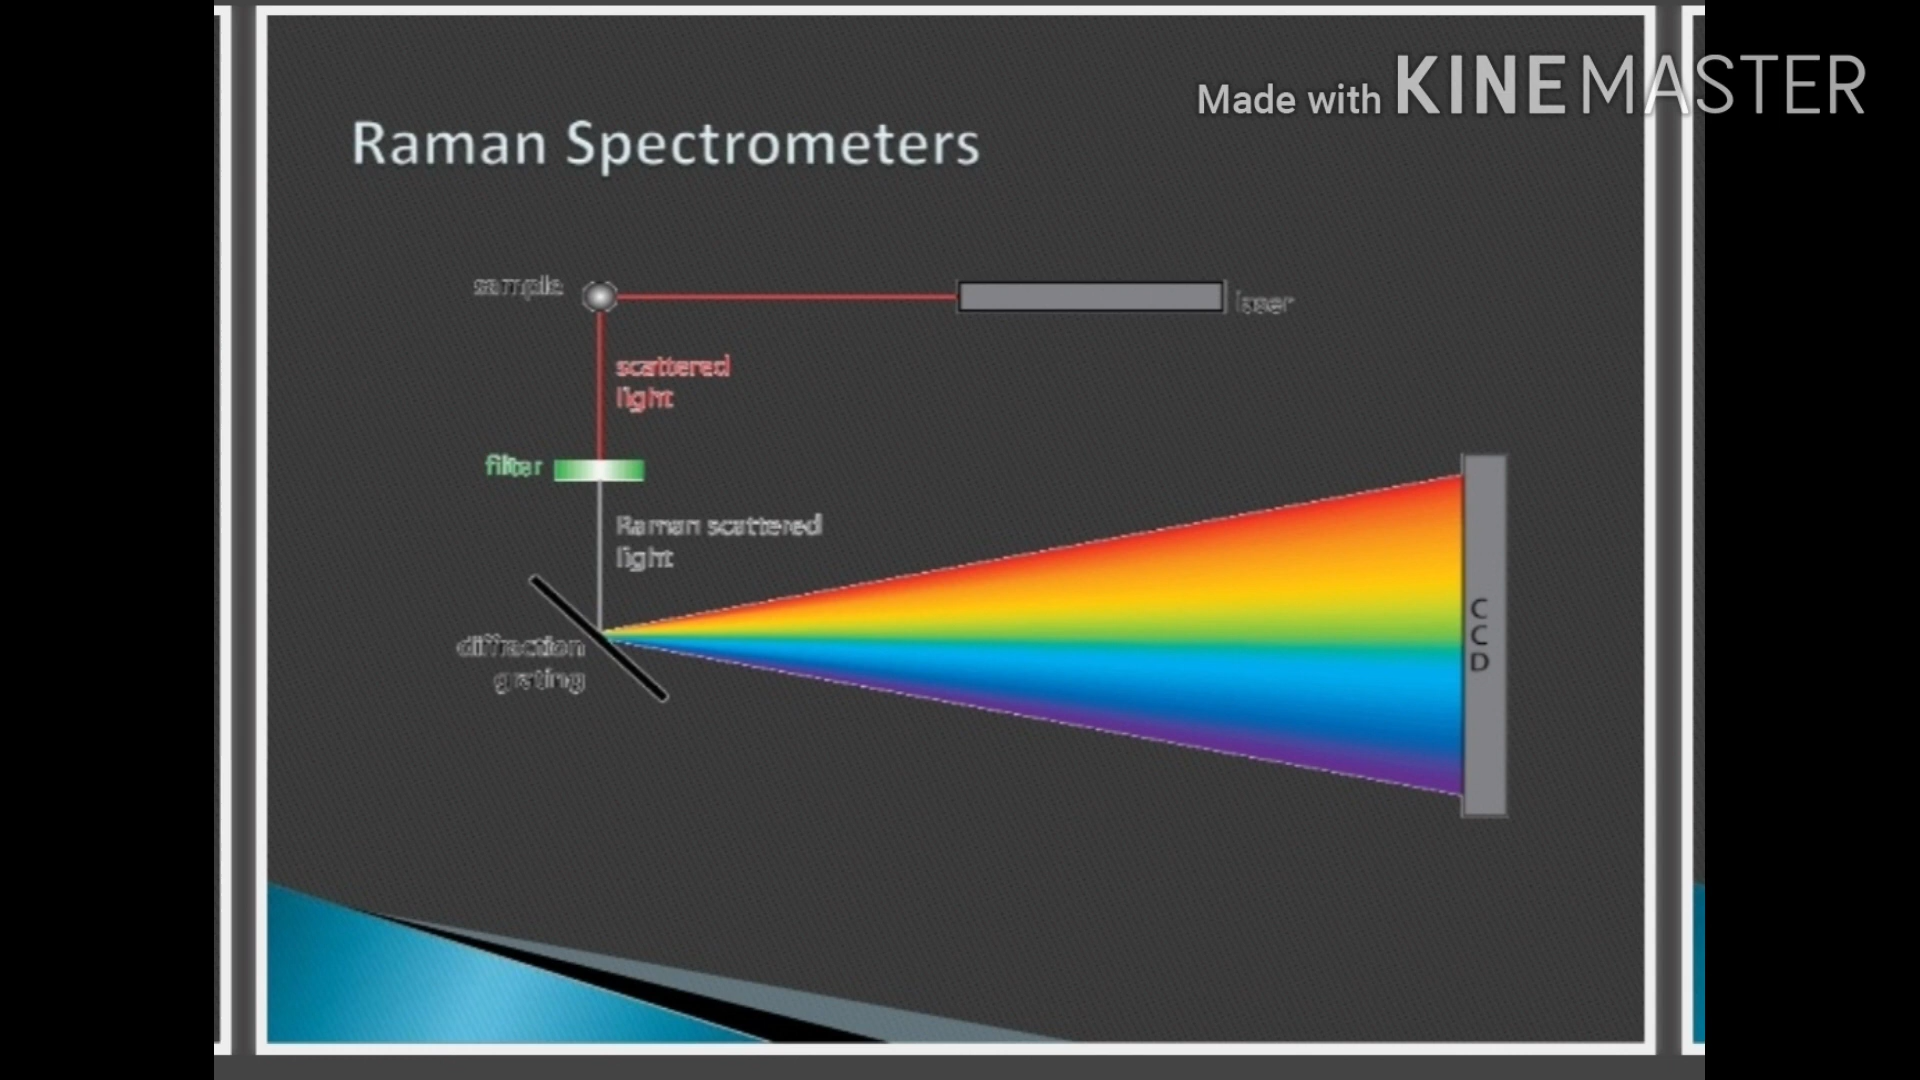 Made with KINEMASTER
Raman Spectrometers
sample
laser
scattered
light
filter
Raman scattered
light
diffraction
grating
C
C
D